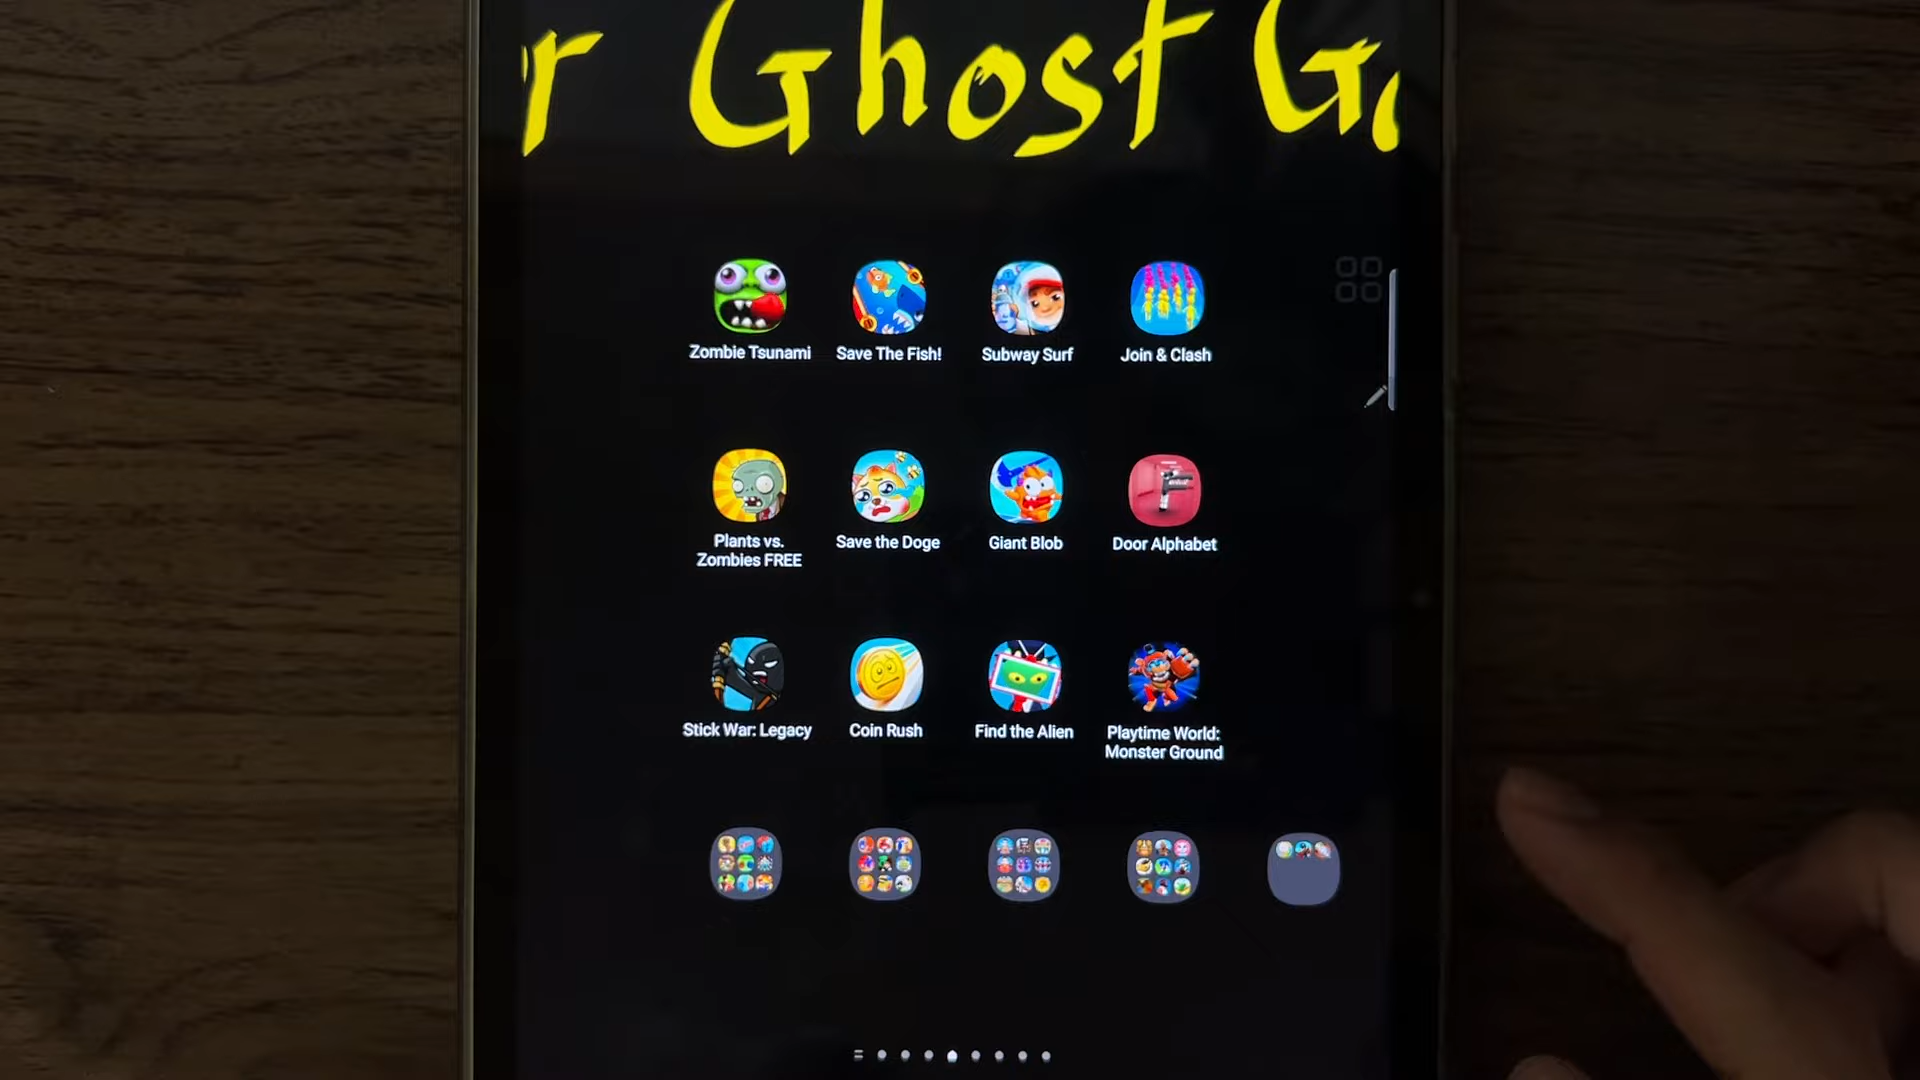 r Ghost Ga
Zombie Tsunami
Save The Fish!
Subway Surf
Join & Clash
Plants vs.
Zombies FREE
Save the Doge
Giant Blob
Door Alphabet
Stick War: Legacy
Coin Rush
Find the Alien
Playtime World:
Monster Ground